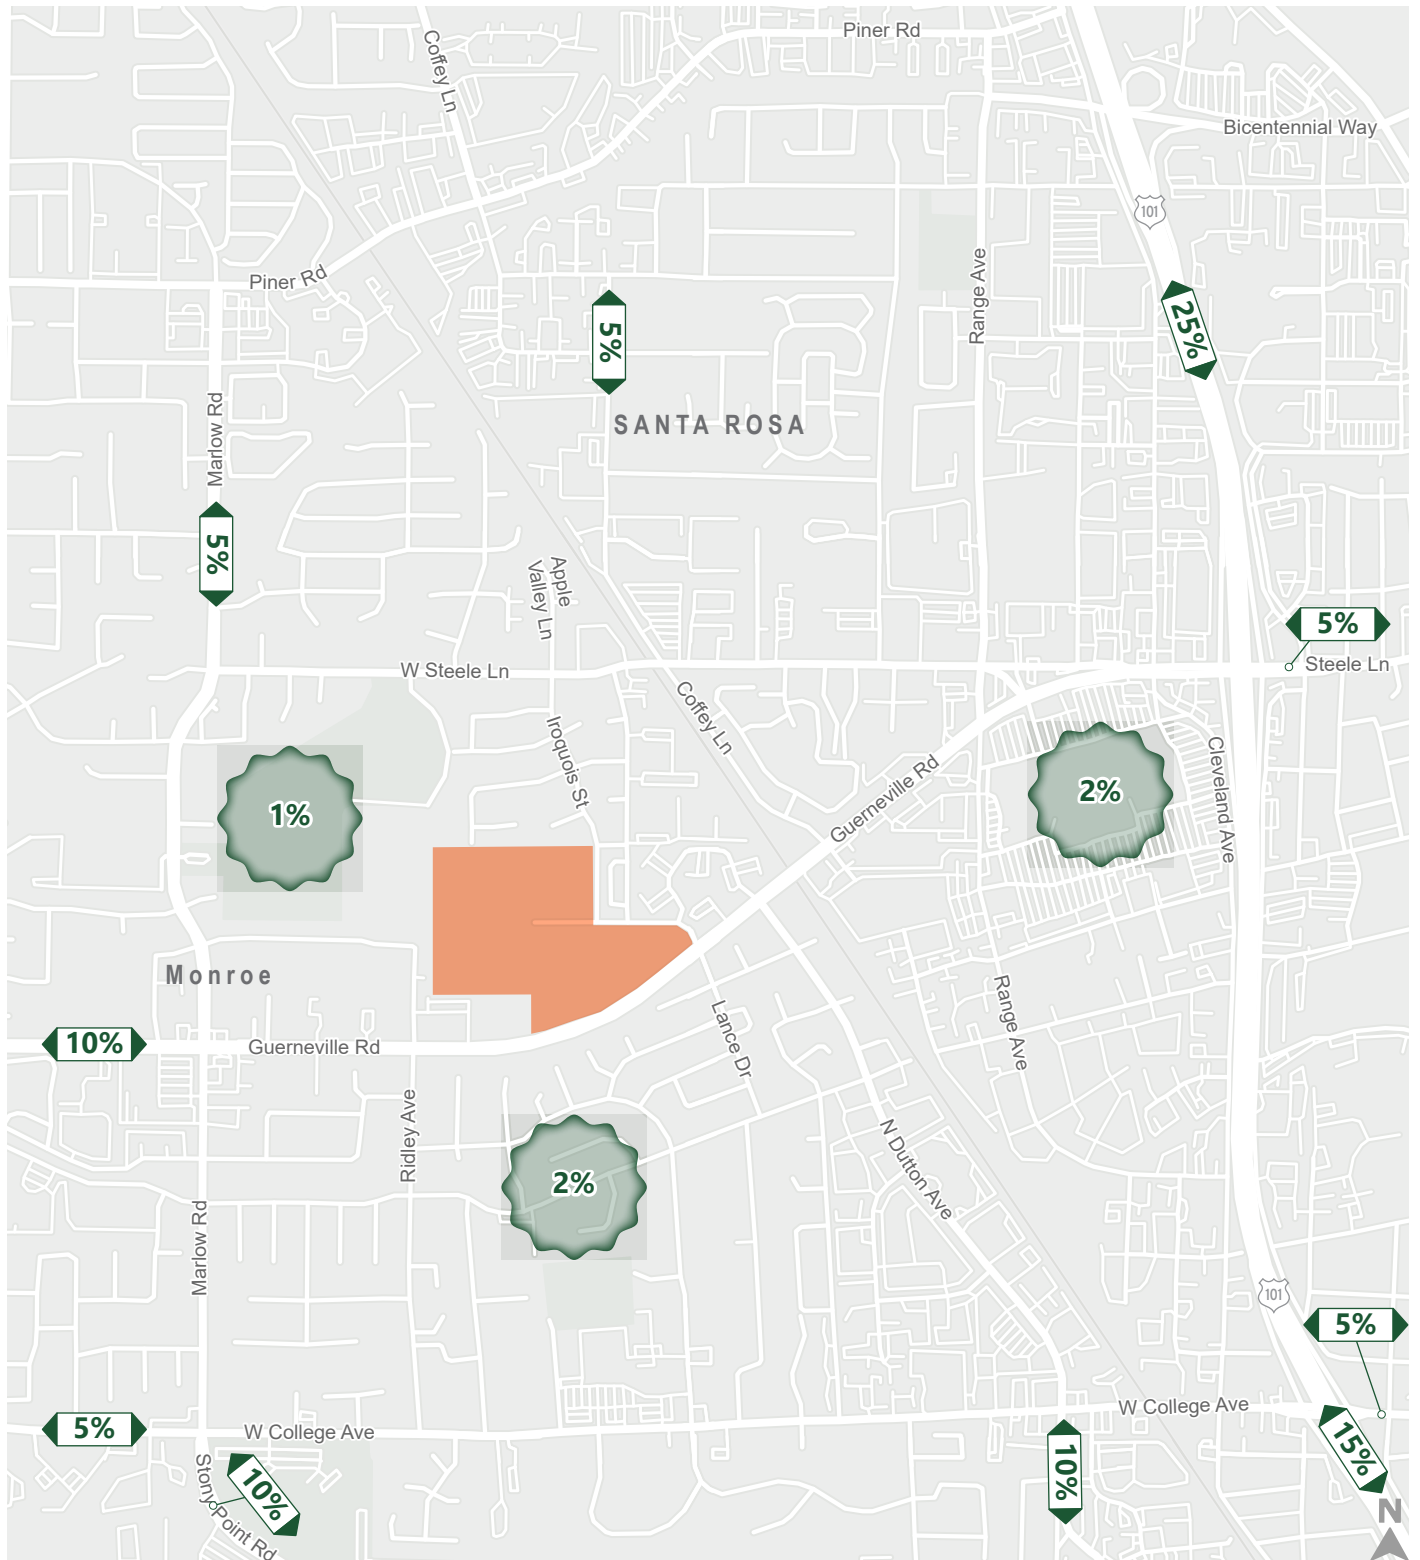 Piner Rd
Coffey Ln
Bicentennial Way
101
Piner Rd
Range Ave
25%
5%
Marlow Rd
SANTA ROSA
5%
Apple
Valley Ln
5%
W Steele Ln
Steele Ln
Coffey Ln
Iroquois St
Cleveland Ave
Guerneville Rd
2%
1%
Monroe
Range Ave
Lance Dr
10%
Guerneville Rd
Ridley Ave
N Dutton Ave
2%
Marlow Rd
101
5%
W College Ave
5%
W College Ave
15%
10%
10%
Stony Point Rd
N